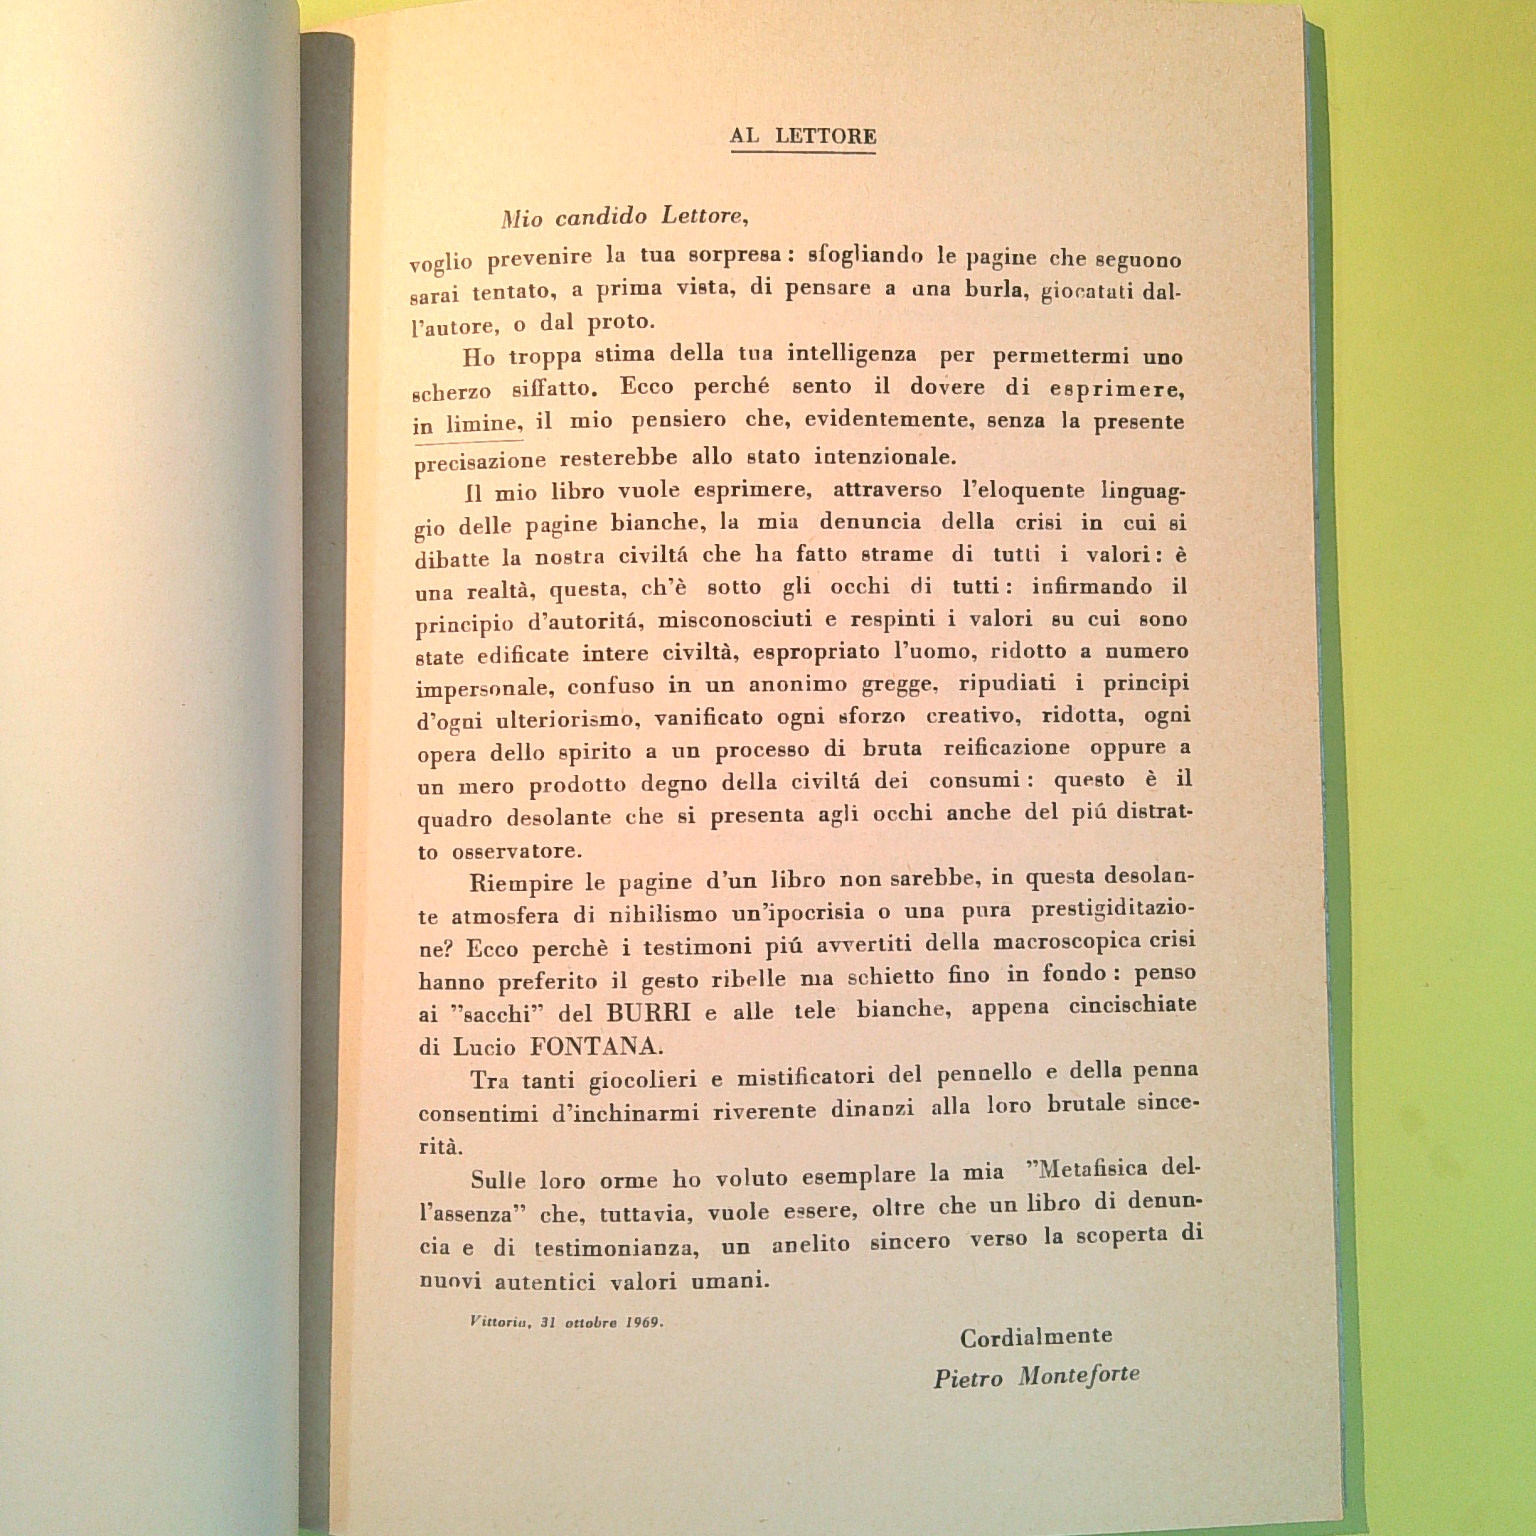 AL LETTORE
Mio candido Lettore,
voglio prevenire la tua sorpresa: sfogliando le pagine che seguono
sarai tentato, a prima vista, di pensare a una burla, giocatati dal-
l'autore, o dal proto.
Ho troppa stima della tua intelligenza per permettermi uno
scherzo siffatto. Ecco perché sento il dovere di esprimere,
in limine, il mio pensiero che, evidentemente, senza la presente
precisazione resterebbe allo stato intenzionale.
Il mio libro vuole esprimere, attraverso l'eloquente linguag-
gio delle pagine bianche, la mia denuncia della crisi in cui si
dibatte la nostra civiltá che ha fatto strame di tutti i valori: è
una realtà, questa, ch'è sotto gli occhi di tutti: infirmando il
principio d'autoritá, misconosciuti e respinti i valori su cui sono
state edificate intere civiltà, espropriato l'uomo, ridotto a numero
impersonale, confuso in un anonimo gregge, ripudiati i principi
d'ogni ulteriorismo, vanificato ogni sforzo creativo, ridotta, ogni
opera dello spirito a un processo di bruta reificazione oppure a
un mero prodotto degno della civiltá dei consumi: questo è il
quadro desolante che si presenta agli occhi anche del piú distrat-
to osservatore.
Riempire le pagine d'un libro non sarebbe, in questa desolan-
te atmosfera di nihilismo un'ipocrisia o una pura prestigiditazio-
ne? Ecco perchè i testimoni piú avvertiti della macroscopica crisi
hanno preferito il gesto ribelle ma schietto fino in fondo: penso
ai "sacchi" del BURRI e alle tele bianche, appena cincischiate
di Lucio FONTANA.
Tra tanti giocolieri e mistificatori del pennello e della penna
consentimi d'inchinarmi riverente dinanzi alla loro brutale since-
rità.
Sulle loro orme ho voluto esemplare la mia "Metafisica del-
l'assenza" che, tuttavia, vuole essere, oltre che un libro di denun-
cia e di testimonianza, un anelito sincero verso la scoperta di
nuovi autentici valori umani.
Vittoria, 31 ottobre 1969.
Cordialmente
Pietro Monteforte